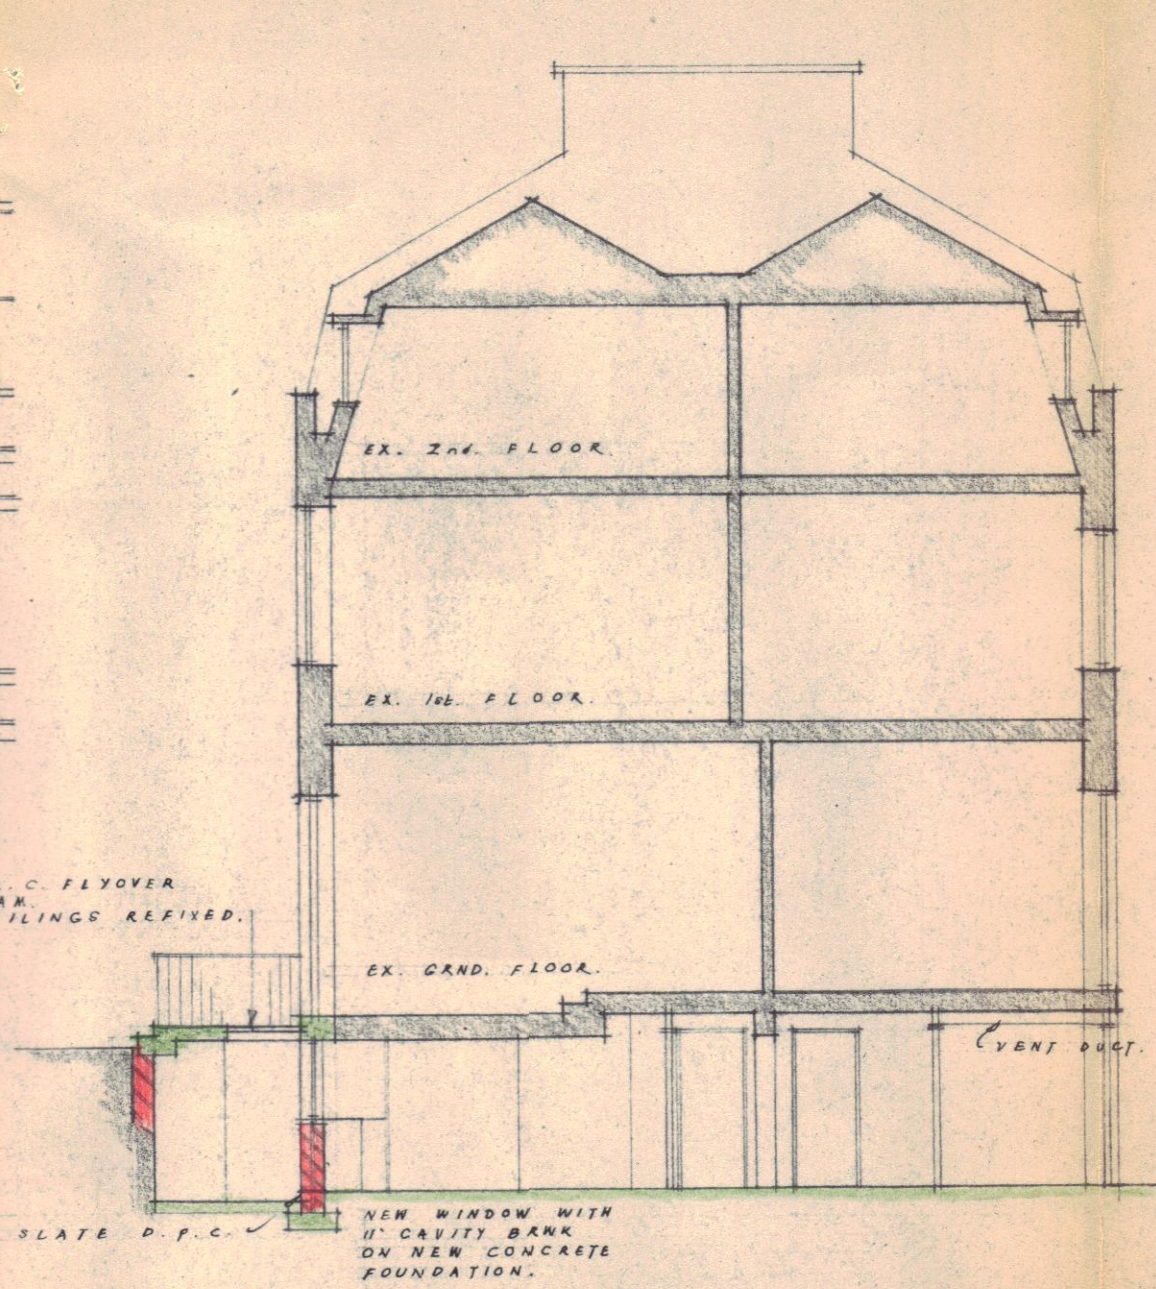 EX. 2nd. FLOOR.
EX. 1st. FLOOR.
. C. FLYOVER
AM.
ILINGS REFIXED.
EX. GRND. FLOOR.
VENT DUCT.
SLATE D.P.C.
NEW WINDOW WITH
11" CAVITY BRWK
ON NEW CONCRETE
FOUNDATION.